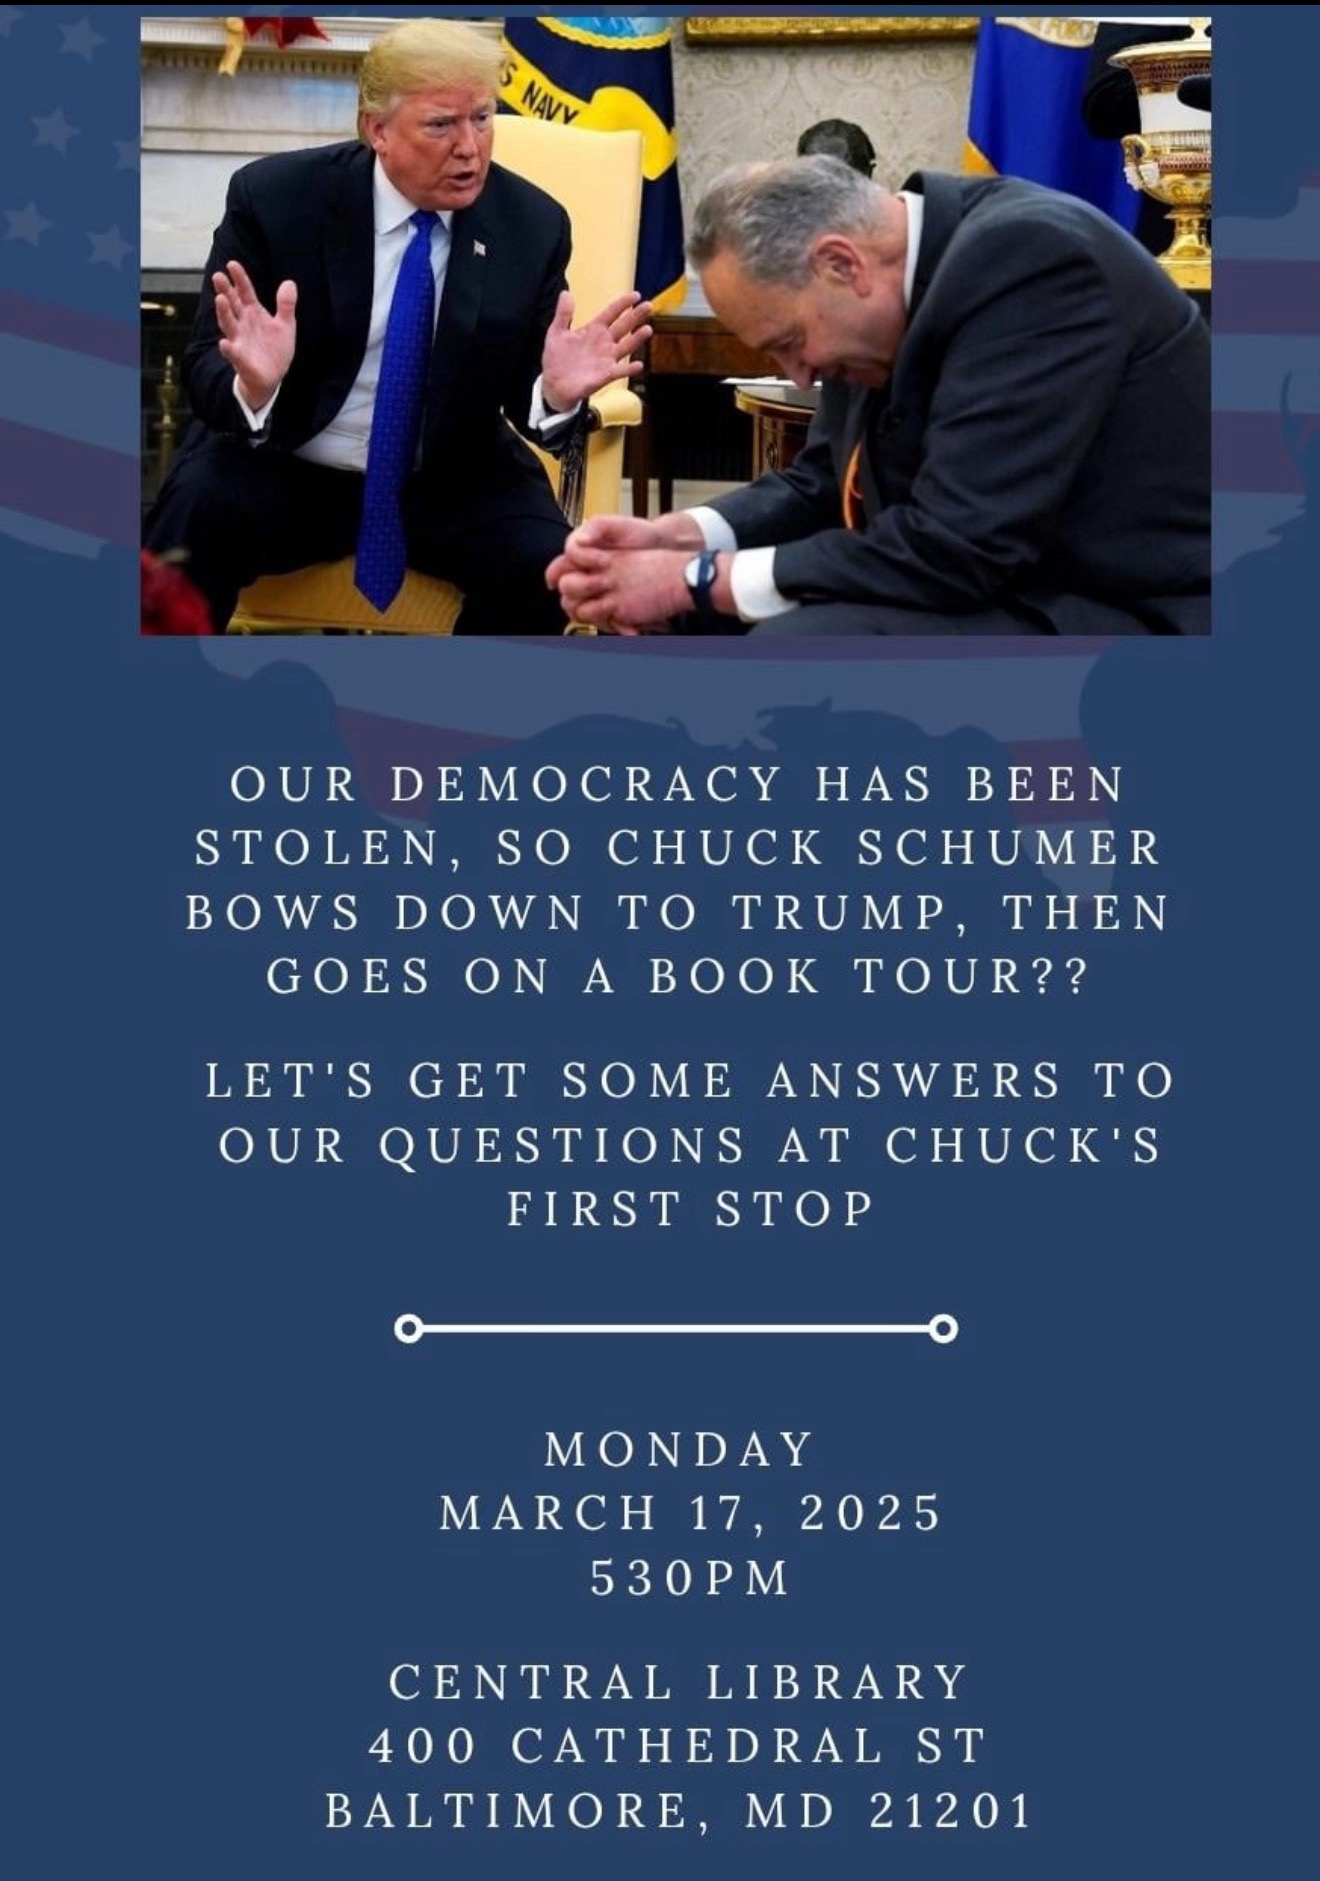 S NAVY
FORCE
OUR DEMOCRACY HAS BEEN
STOLEN, SO CHUCK SCHUMER
BOWS DOWN TO TRUMP, THEN
GOES ON A BOOK TOUR??
LET'S GET SOME ANSWERS TO
OUR QUESTIONS AT CHUCK'S
FIRST STOP
MONDAY
MARCH 17, 2025
530PM
CENTRAL LIBRARY
400 CATHEDRAL ST
BALTIMORE, MD 21201